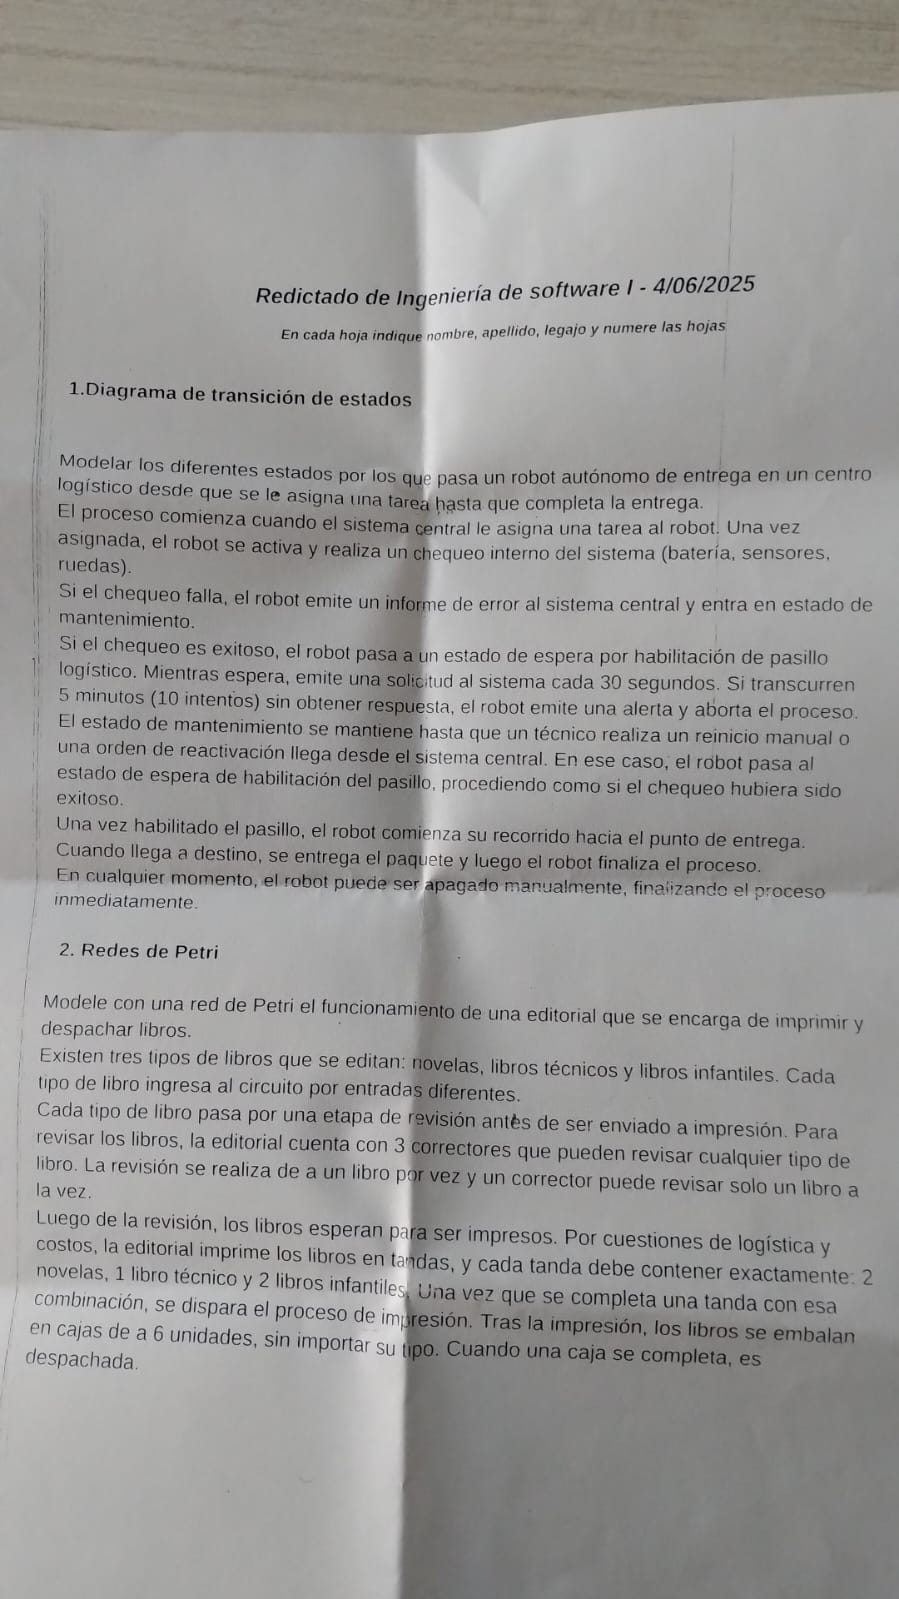 Redictado de Ingeniería de software I - 4/06/2025
En cada hoja indique nombre, apellido, legajo y numere las hojas
1.Diagrama de transición de estados
Modelar los diferentes estados por los que pasa un robot autónomo de entrega en un centro
logístico desde que se le asigna una tarea hasta que completa la entrega.
El proceso comienza cuando el sistema central le asigna una tarea al robot. Una vez
asignada, el robot se activa y realiza un chequeo interno del sistema (batería, sensores,
ruedas).
Si el chequeo falla, el robot emite un informe de error al sistema central y entra en estado de
mantenimiento.
Si el chequeo es exitoso, el robot pasa a un estado de espera por habilitación de pasillo
logístico. Mientras espera, emite una solicitud al sistema cada 30 segundos. Si transcurren
5 minutos (10 intentos) sin obtener respuesta, el robot emite una alerta y aborta el proceso.
El estado de mantenimiento se mantiene hasta que un técnico realiza un reinicio manual o
una orden de reactivación llega desde el sistema central. En ese caso, el robot pasa al
estado de espera de habilitación del pasillo, procediendo como si el chequeo hubiera sido
exitoso.
Una vez habilitado el pasillo, el robot comienza su recorrido hacia el punto de entrega.
Cuando llega a destino, se entrega el paquete y luego el robot finaliza el proceso.
En cualquier momento, el robot puede ser apagado manualmente, finalizando el proceso
inmediatamente.
2. Redes de Petri
Modele con una red de Petri el funcionamiento de una editorial que se encarga de imprimir y
despachar libros.
Existen tres tipos de libros que se editan: novelas, libros técnicos y libros infantiles. Cada
tipo de libro ingresa al circuito por entradas diferentes.
Cada tipo de libro pasa por una etapa de revisión antes de ser enviado a impresión. Para
revisar los libros, la editorial cuenta con 3 correctores que pueden revisar cualquier tipo de
libro. La revisión se realiza de a un libro por vez y un corrector puede revisar solo un libro a
la vez.
Luego de la revisión, los libros esperan para ser impresos. Por cuestiones de logística y
costos, la editorial imprime los libros en tandas, y cada tanda debe contener exactamente: 2
novelas, 1 libro técnico y 2 libros infantiles. Una vez que se completa una tanda con esa
combinación, se dispara el proceso de impresión. Tras la impresión, los libros se embalan
en cajas de a 6 unidades, sin importar su tipo. Cuando una caja se completa, es
despachada.